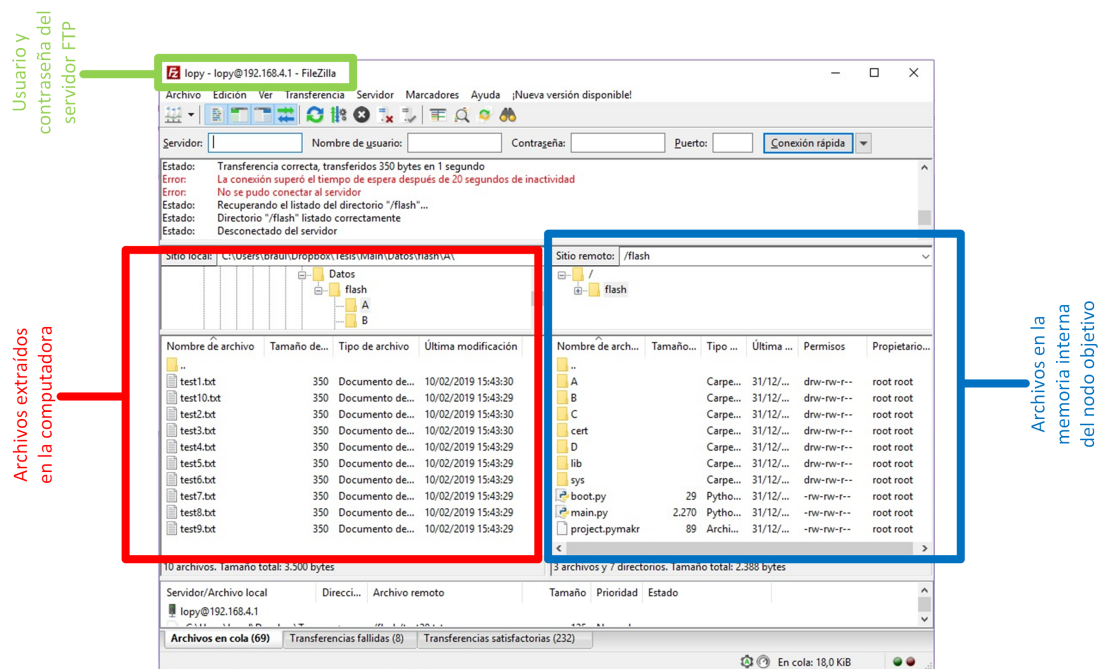 Usuario y
contraseña del
servidor FTP
lopy - lopy@192.168.4.1 - FileZilla
Archivo Edición Ver Transferencia Servidor Marcadores Ayuda ¡Nueva versión disponible!
Servidor: Nombre de usuario: Contraseña: Puerto: Conexión rápida
Estado: Transferencia correcta, transferidos 350 bytes en 1 segundo
Error: La conexión superó el tiempo de espera después de 20 segundos de inactividad
Error: No se pudo conectar al servidor
Estado: Recuperando el listado del directorio "/flash"...
Estado: Directorio "/flash" listado correctamente
Estado: Desconectado del servidor
Archivos extraídos
en la computadora
Sitio local: C:\Users\braul\Dropbox\Tesis\Main\Datos\flash\A\
Datos
flash
A
B
Nombre de archivo Tamaño de... Tipo de archivo Última modificación
..
test1.txt 350 Documento de... 10/02/2019 15:43:30
test10.txt 350 Documento de... 10/02/2019 15:43:29
test2.txt 350 Documento de... 10/02/2019 15:43:30
test3.txt 350 Documento de... 10/02/2019 15:43:30
test4.txt 350 Documento de... 10/02/2019 15:43:29
test5.txt 350 Documento de... 10/02/2019 15:43:29
test6.txt 350 Documento de... 10/02/2019 15:43:29
test7.txt 350 Documento de... 10/02/2019 15:43:29
test8.txt 350 Documento de... 10/02/2019 15:43:29
test9.txt 350 Documento de... 10/02/2019 15:43:29
10 archivos. Tamaño total: 3.500 bytes
Sitio remoto: /flash
/
flash
Nombre de arch... Tamaño... Tipo ... Última ... Permisos Propietario...
..
A Carpe... 31/12/... drw-rw-r-- root root
B Carpe... 31/12/... drw-rw-r-- root root
C Carpe... 31/12/... drw-rw-r-- root root
cert Carpe... 31/12/... drw-rw-r-- root root
D Carpe... 31/12/... drw-rw-r-- root root
lib Carpe... 31/12/... drw-rw-r-- root root
sys Carpe... 31/12/... drw-rw-r-- root root
boot.py 29 Pytho... 31/12/... -rw-rw-r-- root root
main.py 2.270 Pytho... 31/12/... -rw-rw-r-- root root
project.pymakr 89 Archi... 31/12/... -rw-rw-r-- root root
3 archivos y 7 directorios. Tamaño total: 2.388 bytes
Archivos en la
memoria interna
del nodo objetivo
Servidor/Archivo local Direcci... Archivo remoto Tamaño Prioridad Estado
lopy@192.168.4.1
Archivos en cola (69) Transferencias fallidas (8) Transferencias satisfactorias (232)
En cola: 18,0 KiB